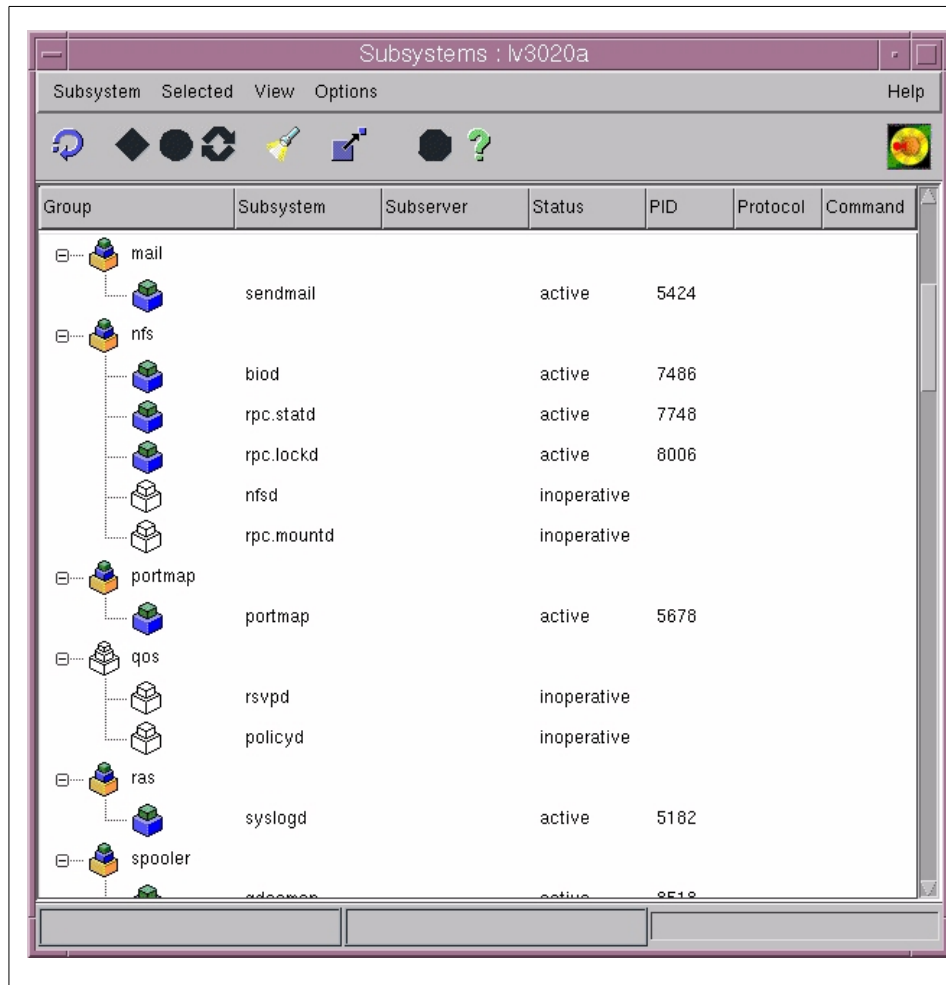 Subsystems : lv3020a
Subsystem Selected View Options Help
Group Subsystem Subserver Status PID Protocol Command
mail
sendmail active 5424
nfs
biod active 7486
rpc.statd active 7748
rpc.lockd active 8006
nfsd inoperative
rpc.mountd inoperative
portmap
portmap active 5678
qos
rsvpd inoperative
policyd inoperative
ras
syslogd active 5182
spooler
active 8518